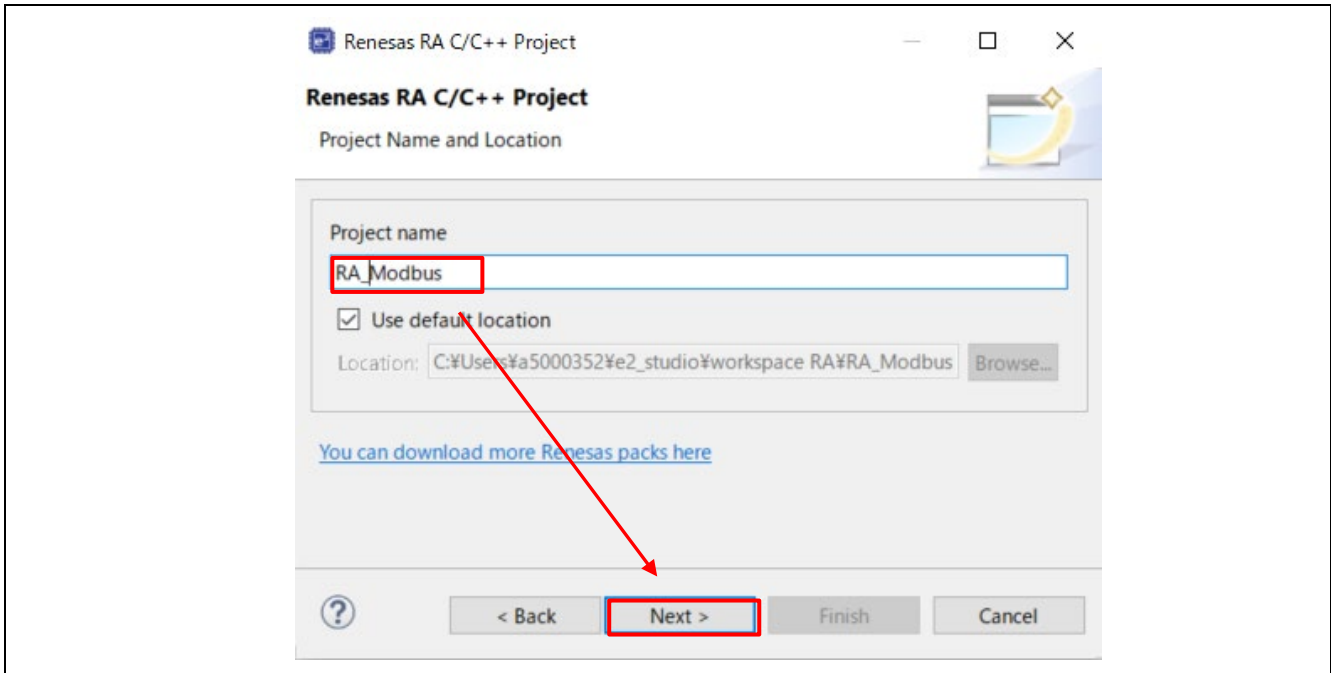 Renesas RA C/C++ Project
Renesas RA C/C++ Project
Project Name and Location
Project name
RA_Modbus
Use default location
Location: C:¥Users¥a5000352¥e2_studio¥workspace RA¥RA_Modbus Browse...
You can download more Renesas packs here
? < Back Next > Finish Cancel